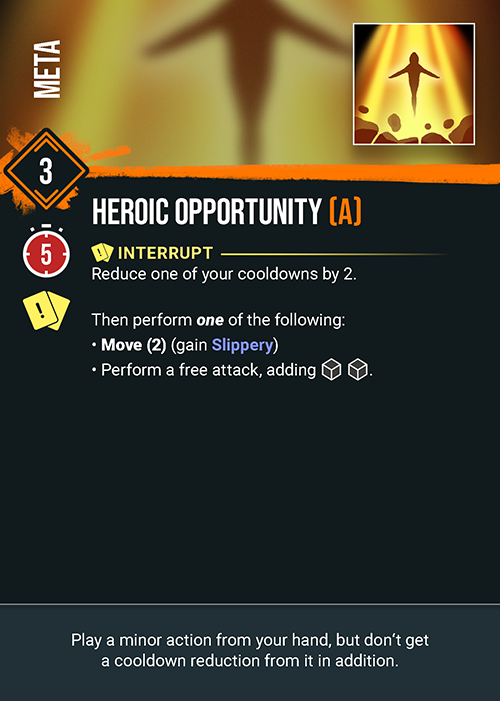 META
3
HEROIC OPPORTUNITY (A)
5
! INTERRUPT
Reduce one of your cooldowns by 2.
!
Then perform one of the following:
• Move (2) (gain Slippery)
• Perform a free attack, adding .
Play a minor action from your hand, but don't get
a cooldown reduction from it in addition.